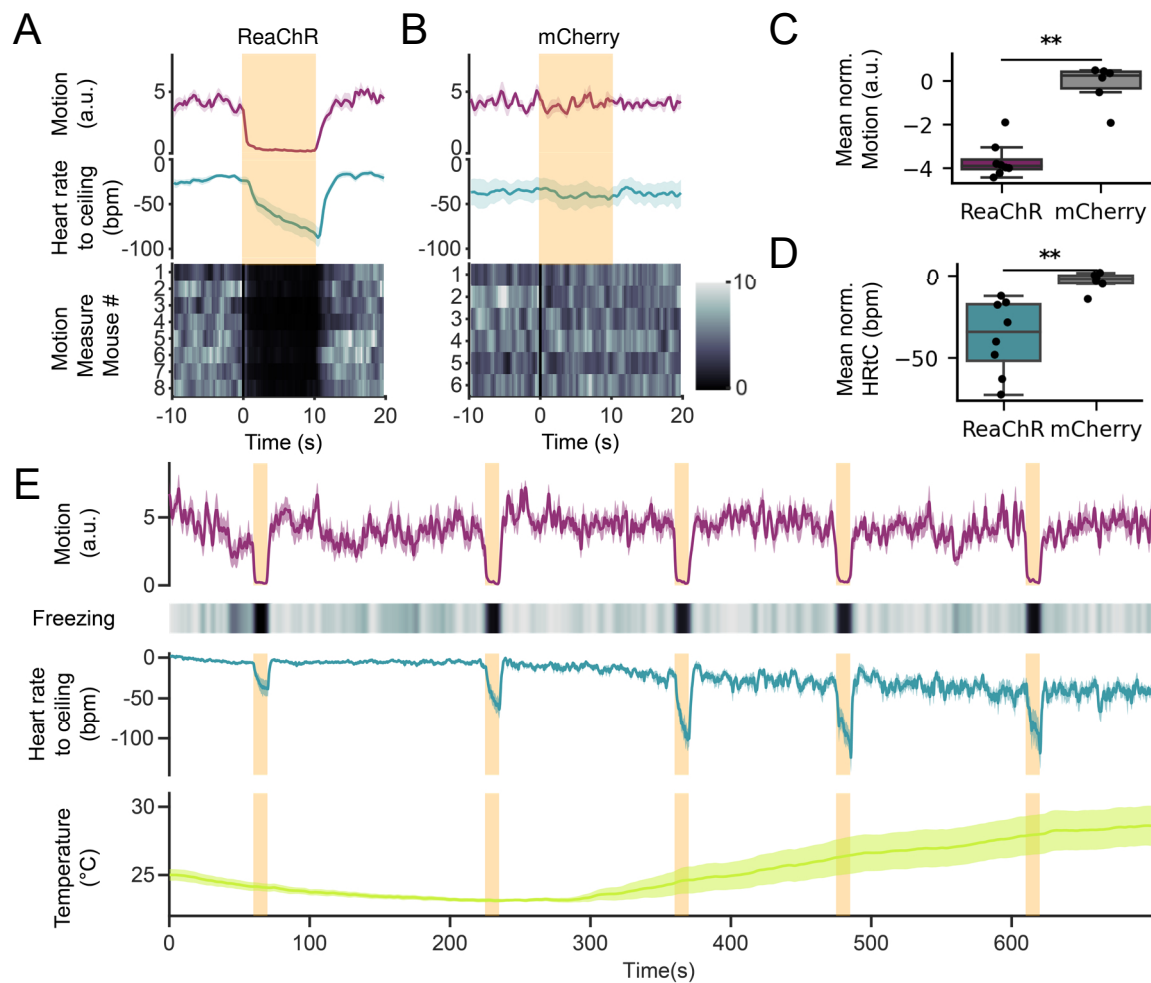 A
ReaChR
Motion
(a.u.)
5
0
Heart rate
to ceiling
(bpm)
0
-50
-100
Motion
Measure
Mouse #
1
2
3
4
5
6
7
8
-10 0 10 20
Time (s)
B
mCherry
5
0
0
-50
-100
1
2
3
4
5
6
-10 0 10 20
Time (s)
10
0
C
**
Mean norm.
Motion (a.u.)
0
−2
−4
ReaChR mCherry
D
**
Mean norm.
HRtC (bpm)
0
−50
ReaChR mCherry
E
Motion
(a.u.)
5
0
Freezing
Heart rate
to ceiling
(bpm)
0
-50
-100
Temperature
(°C)
30
25
0 100 200 300 400 500 600
Time(s)